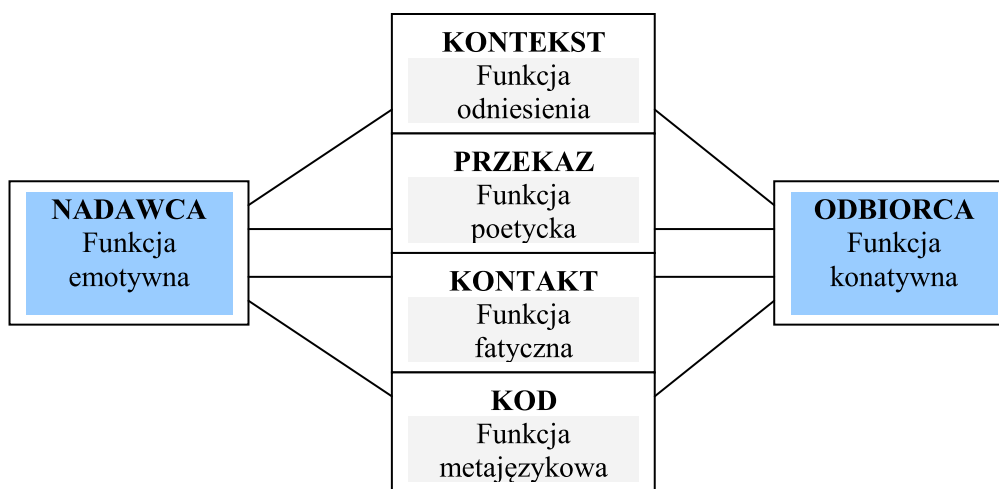 KONTEKST
Funkcja
odniesienia
PRZEKAZ
Funkcja
poetycka
NADAWCA
Funkcja
emotywna
ODBIORCA
Funkcja
konatywna
KONTAKT
Funkcja
fatyczna
KOD
Funkcja
metajęzykowa